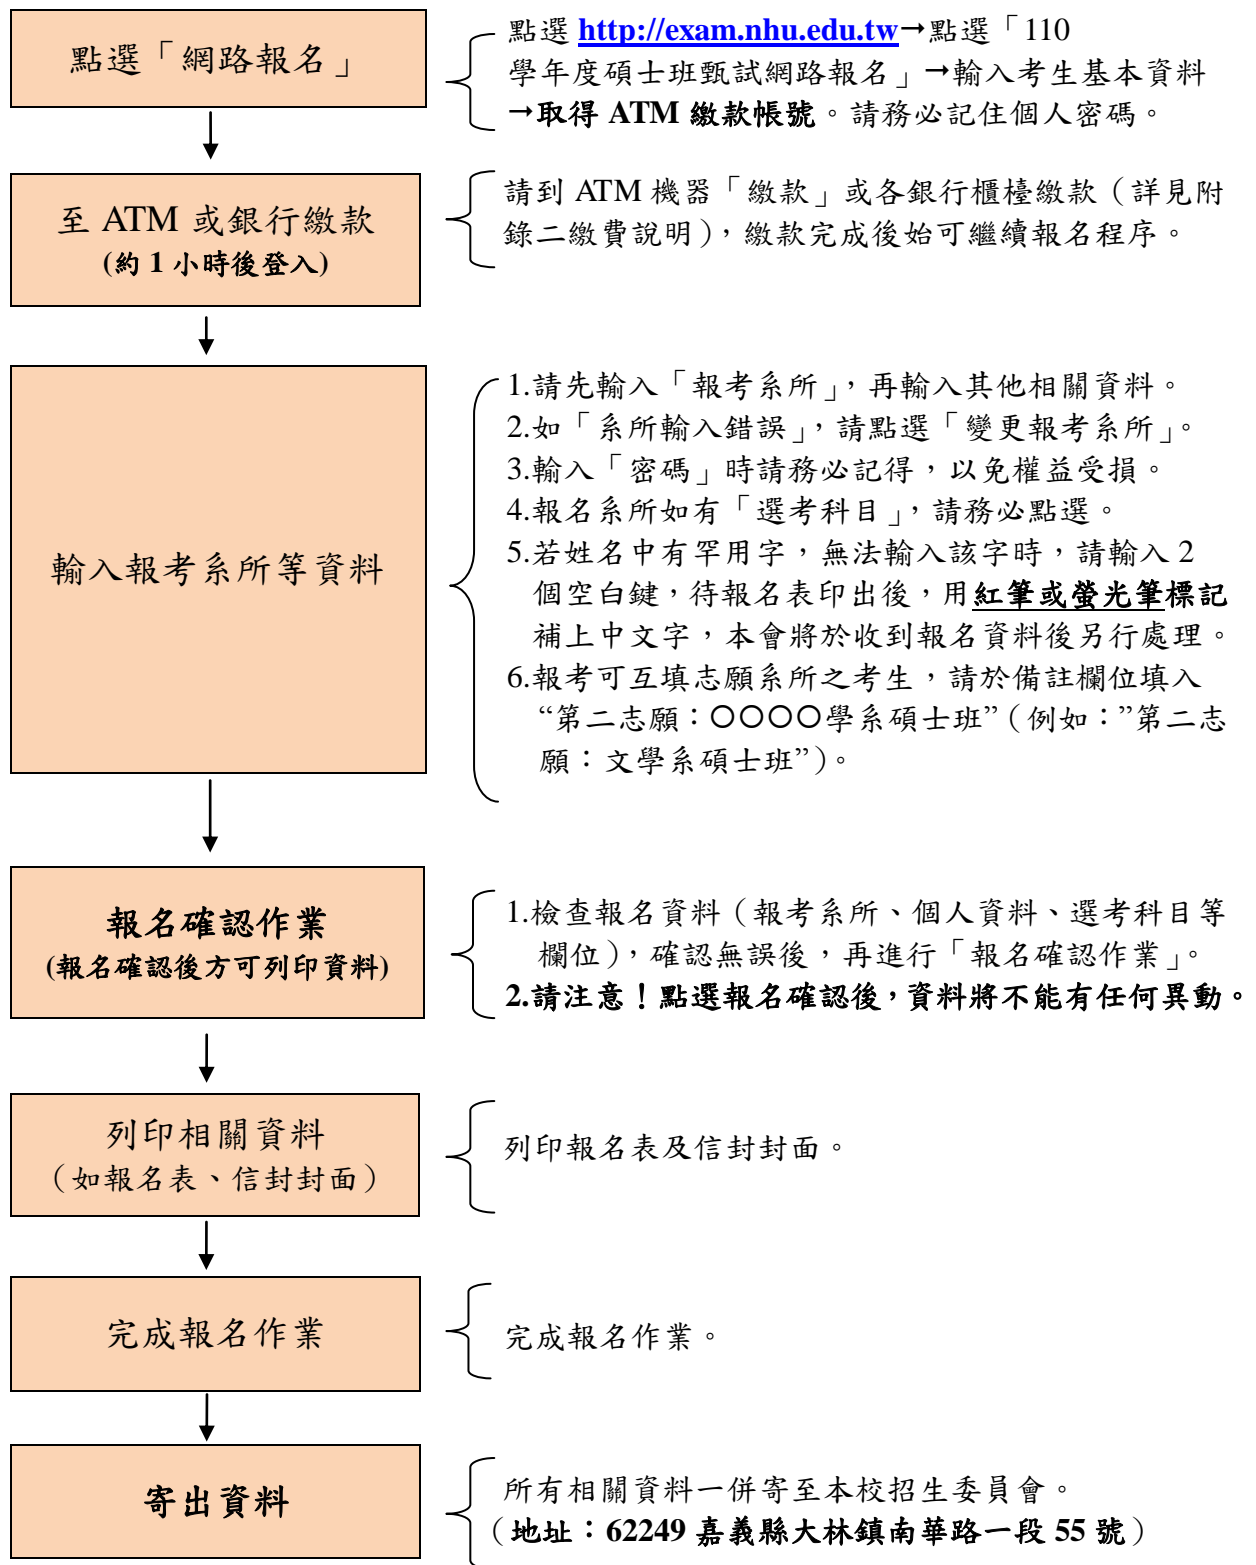 點選「網路報名」
點選 http://exam.nhu.edu.tw→點選「110
學年度碩士班甄試網路報名」→輸入考生基本資料
→取得 ATM 繳款帳號。請務必記住個人密碼。
至 ATM 或銀行繳款
(約 1 小時後登入)
請到 ATM 機器「繳款」或各銀行櫃檯繳款（詳見附
錄二繳費說明），繳款完成後始可繼續報名程序。
輸入報考系所等資料
1.請先輸入「報考系所」，再輸入其他相關資料。
2.如「系所輸入錯誤」，請點選「變更報考系所」。
3.輸入「密碼」時請務必記得，以免權益受損。
4.報名系所如有「選考科目」，請務必點選。
5.若姓名中有罕用字，無法輸入該字時，請輸入 2
個空白鍵，待報名表印出後，用紅筆或螢光筆標記
補上中文字，本會將於收到報名資料後另行處理。
6.報考可互填志願系所之考生，請於備註欄位填入
“第二志願：○○○○學系碩士班”（例如：”第二志
願：文學系碩士班”）。
報名確認作業
(報名確認後方可列印資料)
1.檢查報名資料（報考系所、個人資料、選考科目等
欄位），確認無誤後，再進行「報名確認作業」。
2.請注意！點選報名確認後，資料將不能有任何異動。
列印相關資料
（如報名表、信封封面）
列印報名表及信封封面。
完成報名作業
完成報名作業。
寄出資料
所有相關資料一併寄至本校招生委員會。
（地址：62249 嘉義縣大林鎮南華路一段 55 號）